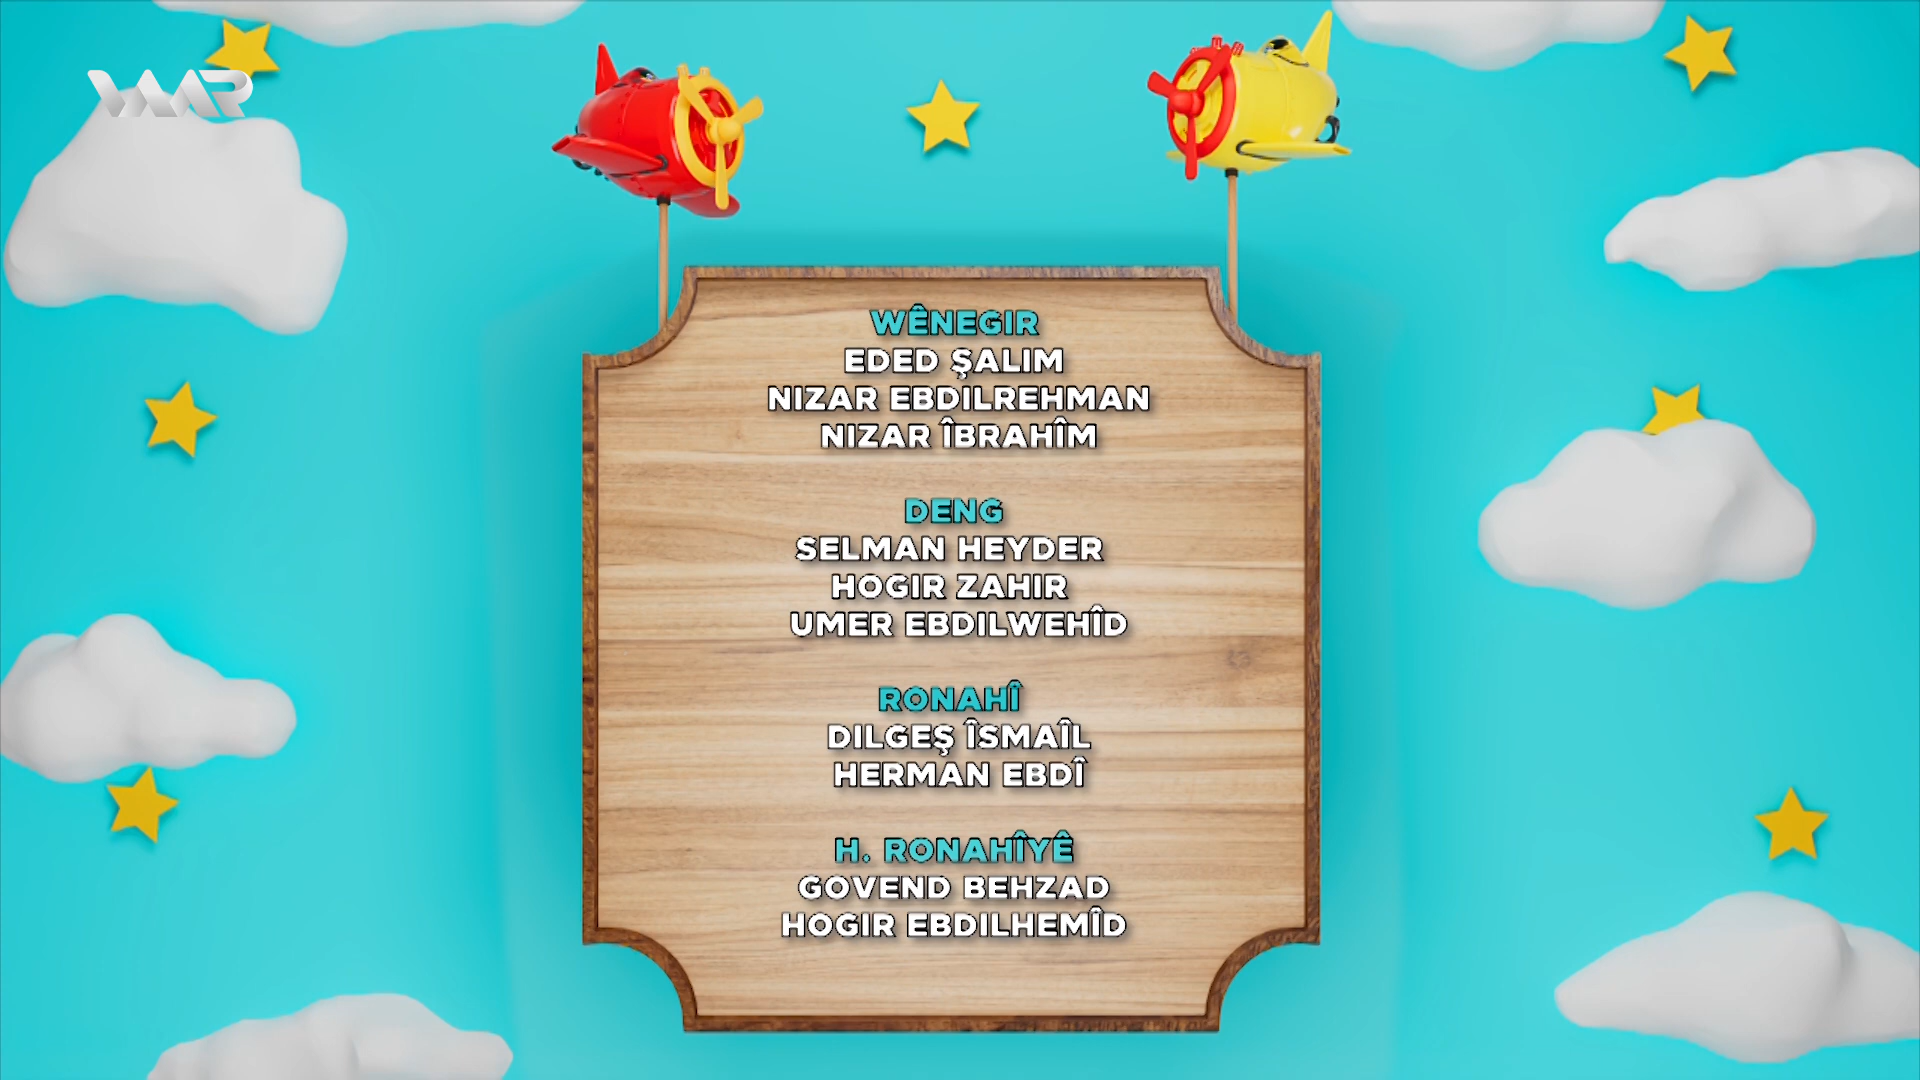 WAAR
WÊNEGIR
EDED ŞALIM
NIZAR EBDILREHMAN
NIZAR ÎBRAHÎM
DENG
SELMAN HEYDER
HOGIR ZAHIR
UMER EBDILWEHÎD
RONAHÎ
DILGEŞ ÎSMAÎL
HERMAN EBDÎ
H. RONAHÎYÊ
GOVEND BEHZAD
HOGIR EBDILHEMÎD